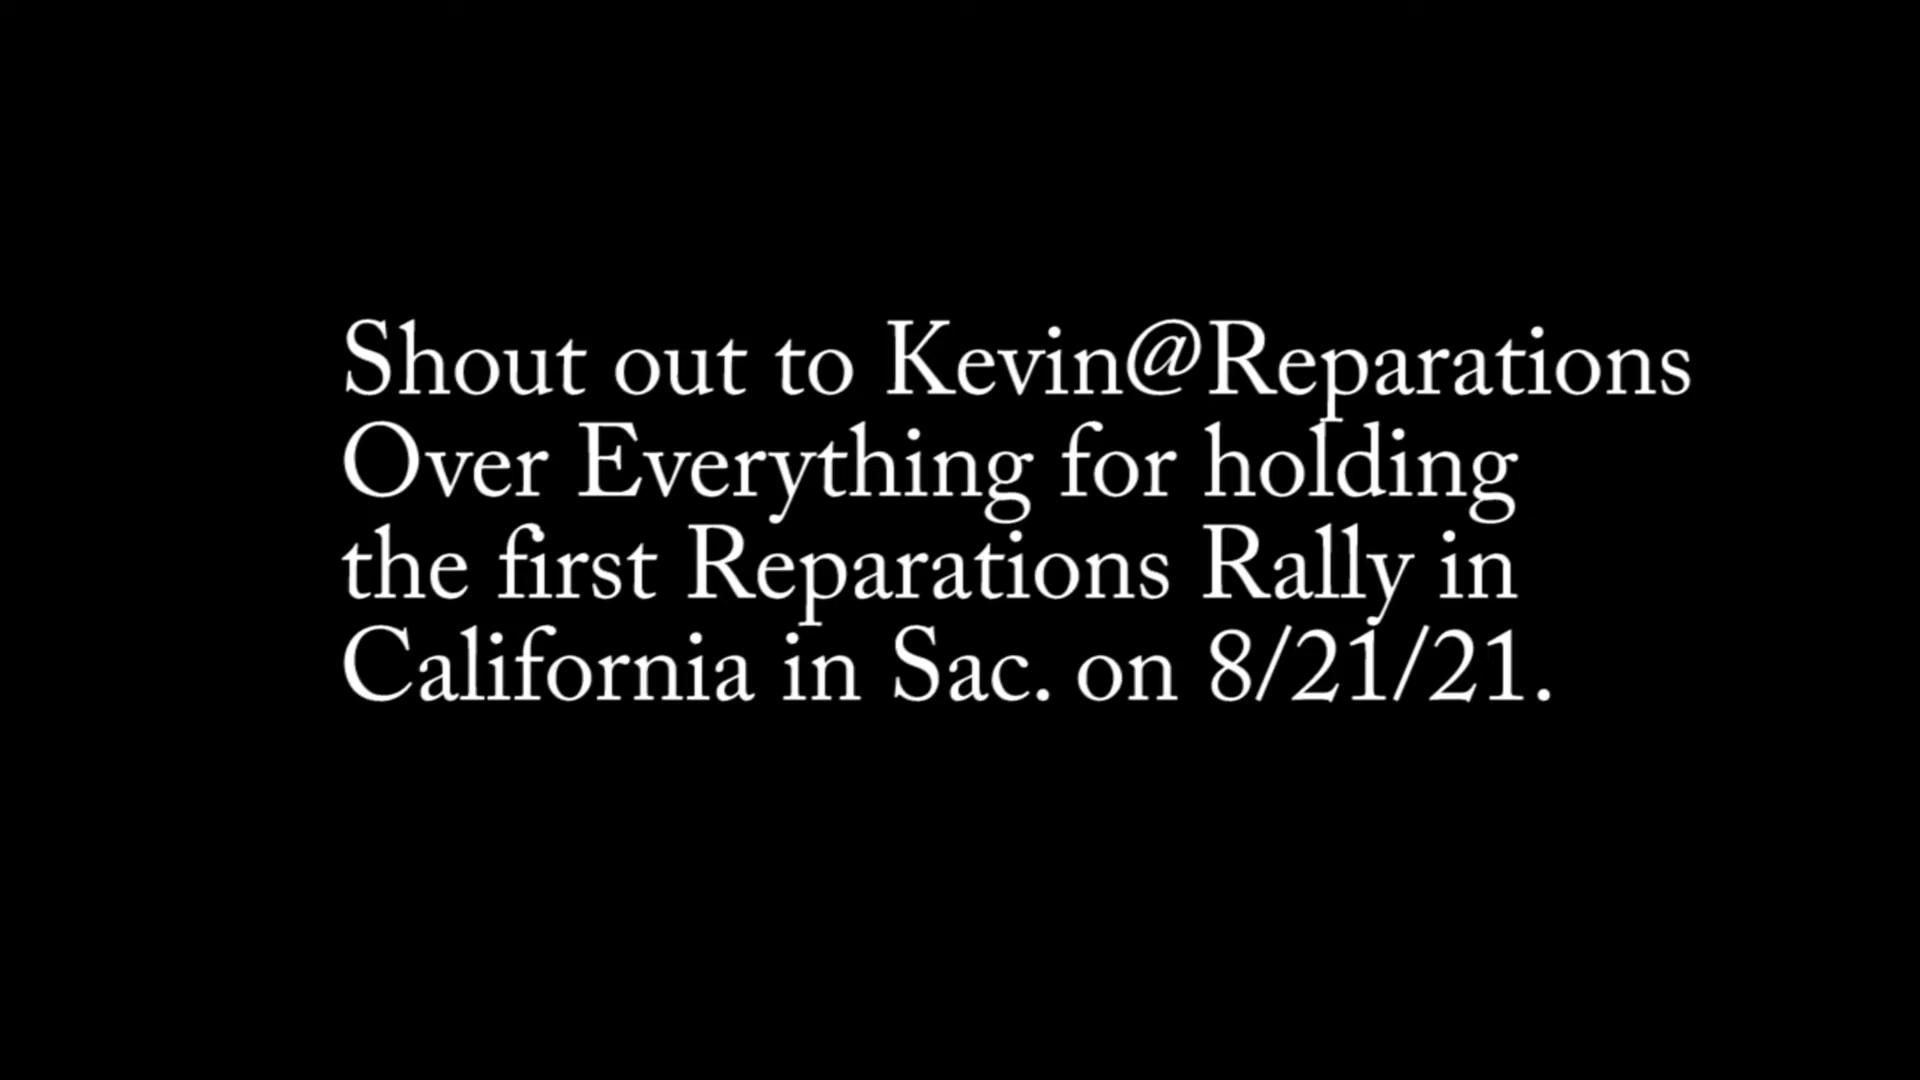 Shout out to Kevin@Reparations
Over Everything for holding
the first Reparations Rally in
California in Sac. on 8/21/21.